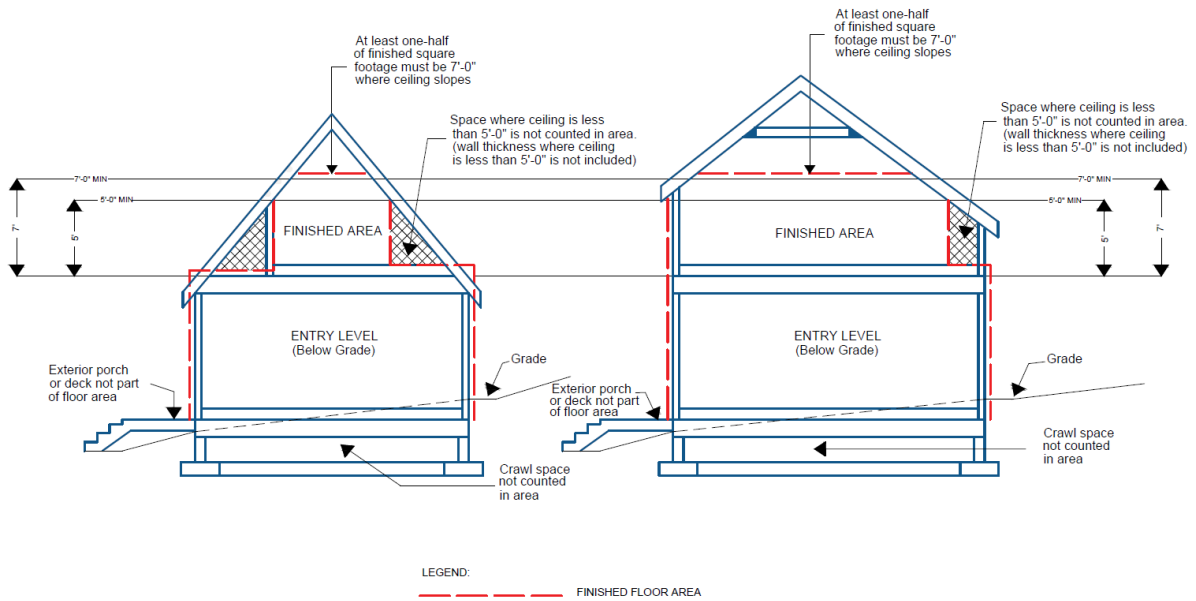 At least one-half
of finished square
footage must be 7'-0"
where ceiling slopes
Space where ceiling is less
than 5'-0" is not counted in area.
(wall thickness where ceiling
is less than 5'-0" is not included)
7'-0" MIN
5'-0" MIN
7'
5'
FINISHED AREA
ENTRY LEVEL
(Below Grade)
Grade
Exterior porch
or deck not part
of floor area
Crawl space
not counted
in area
At least one-half
of finished square
footage must be 7'-0"
where ceiling slopes
Space where ceiling is less
than 5'-0" is not counted in area.
(wall thickness where ceiling
is less than 5'-0" is not included)
7'-0" MIN
5'-0" MIN
5'
7'
FINISHED AREA
ENTRY LEVEL
(Below Grade)
Grade
Exterior porch
or deck not part
of floor area
Crawl space
not counted
in area
LEGEND:
FINISHED FLOOR AREA